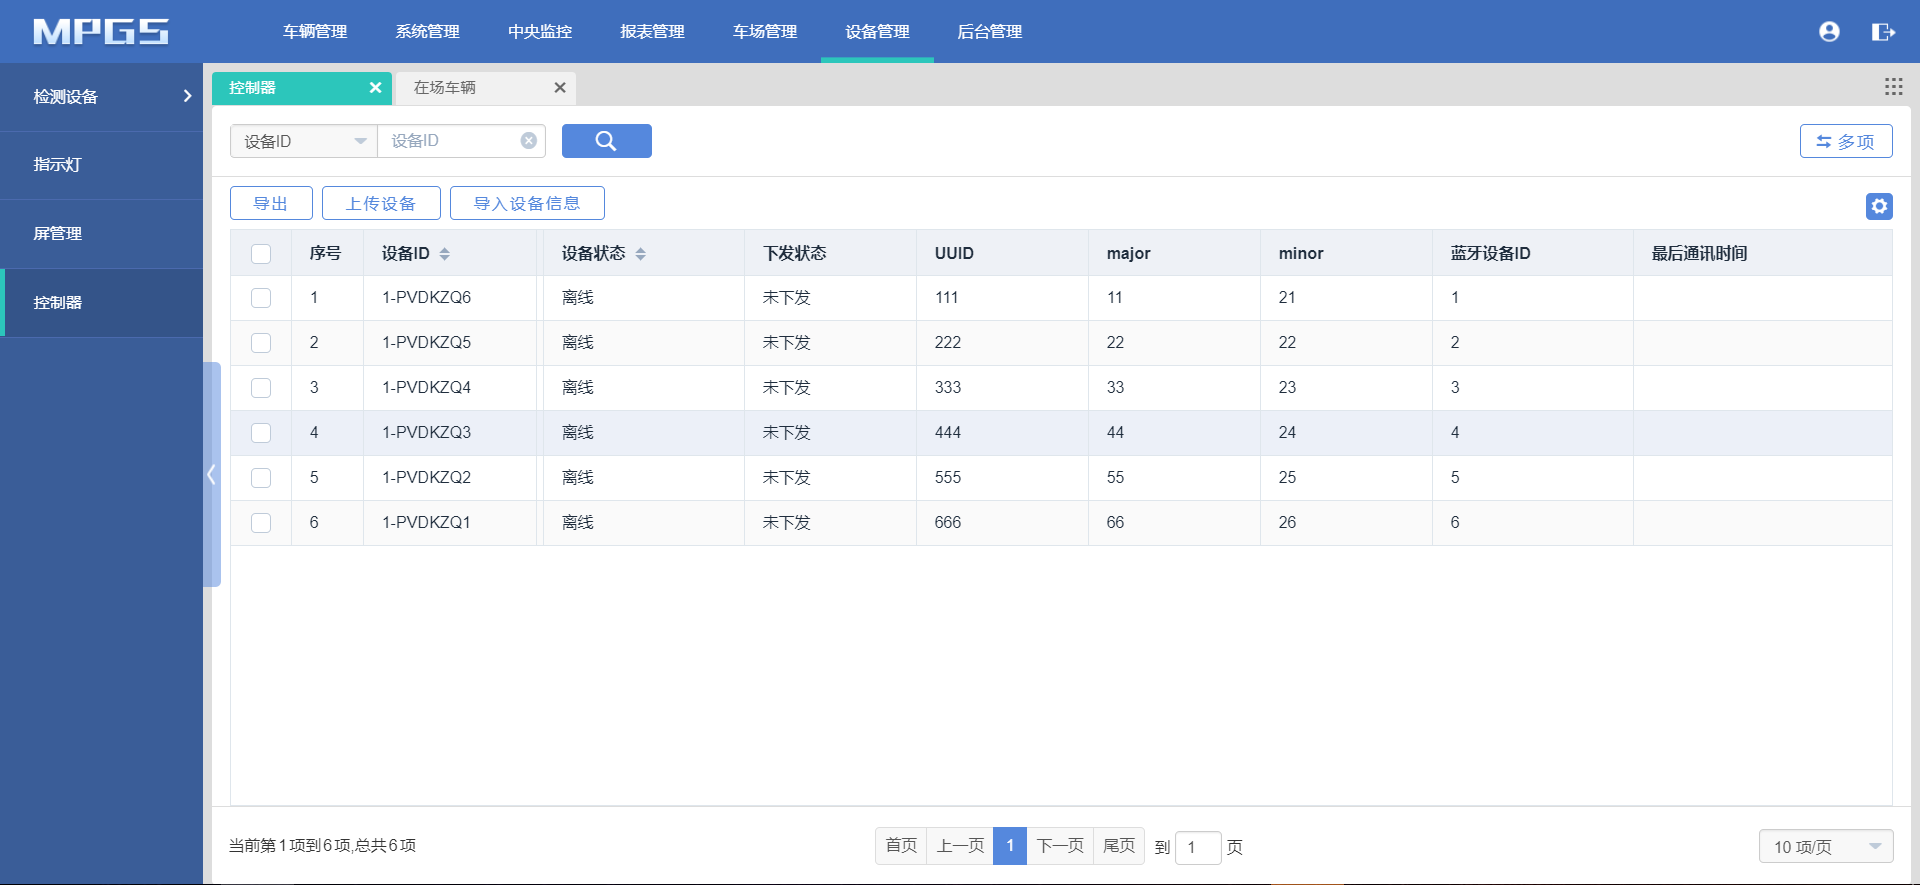 MPGS 车辆管理 系统管理 中央监控 报表管理 车场管理 设备管理 后台管理
检测设备
指示灯
屏管理
控制器
控制器 在场车辆
设备ID 设备ID 多项
导出 上传设备 导入设备信息
序号 设备ID 设备状态 下发状态 UUID major minor 蓝牙设备ID 最后通讯时间
1 1-PVDKZQ6 离线 未下发 111 11 21 1
2 1-PVDKZQ5 离线 未下发 222 22 22 2
3 1-PVDKZQ4 离线 未下发 333 33 23 3
4 1-PVDKZQ3 离线 未下发 444 44 24 4
5 1-PVDKZQ2 离线 未下发 555 55 25 5
6 1-PVDKZQ1 离线 未下发 666 66 26 6
当前第1项到6项,总共6项 首页 上一页 1 下一页 尾页 到 1 页 10 项/页